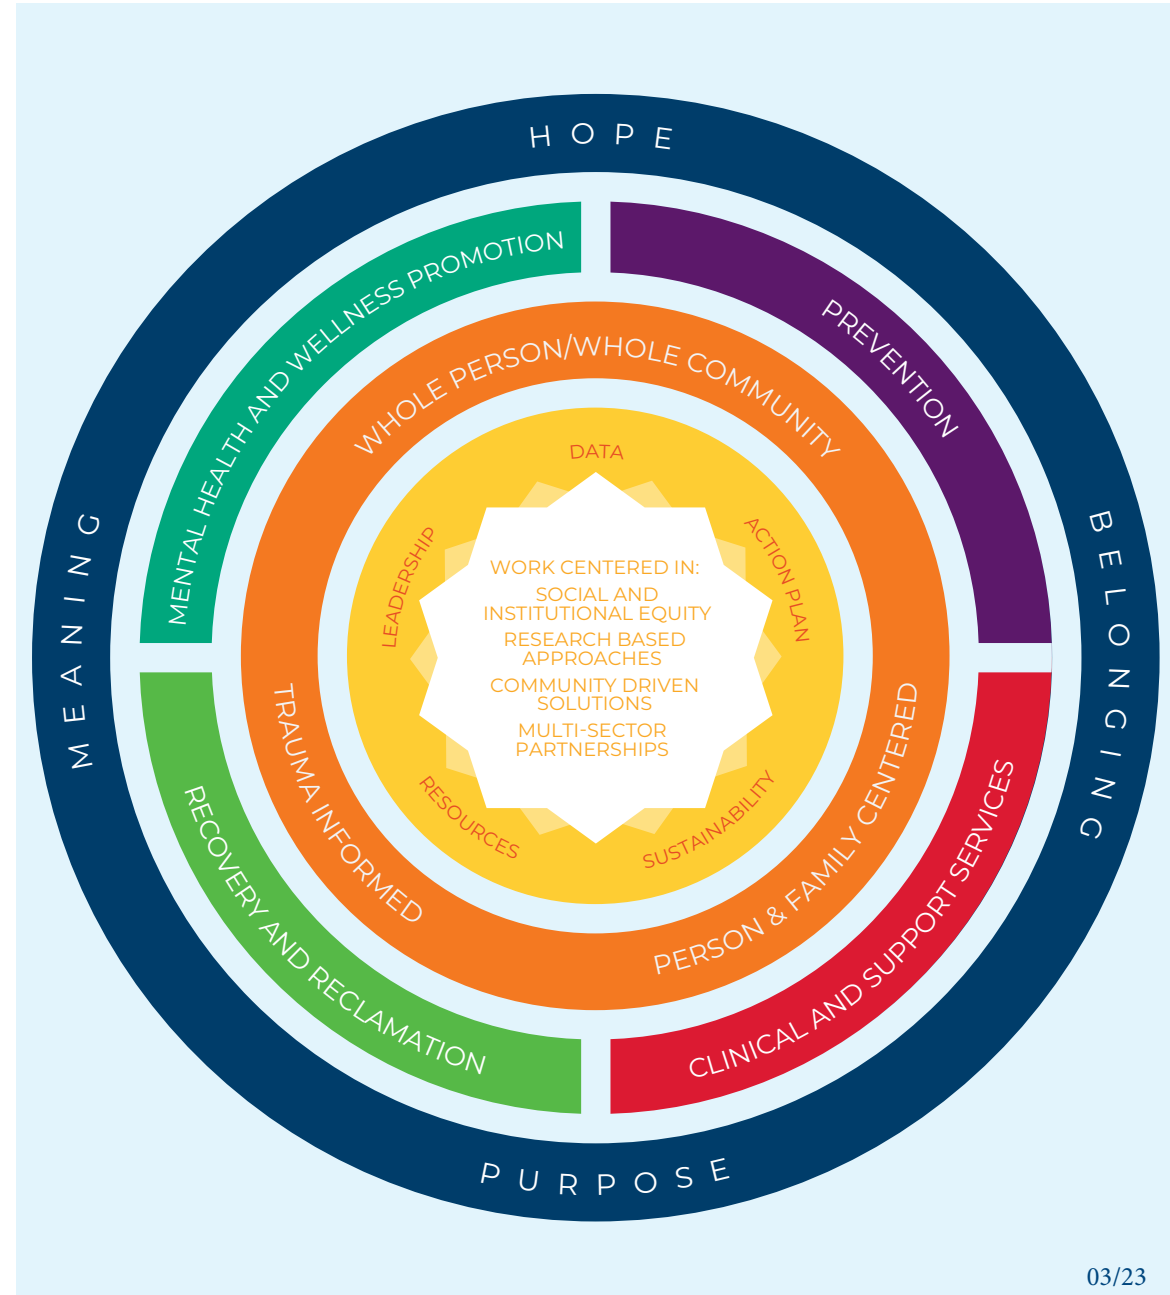 HOPE
MENTAL HEALTH AND WELLNESS PROMOTION
PREVENTION
WHOLE PERSON/WHOLE COMMUNITY
DATA
MEANING
BELONGING
LEADERSHIP
ACTION PLAN
WORK CENTERED IN:
SOCIAL AND
INSTITUTIONAL EQUITY
RESEARCH BASED
APPROACHES
COMMUNITY DRIVEN
SOLUTIONS
MULTI-SECTOR
PARTNERSHIPS
RESOURCES
SUSTAINABILITY
TRAUMA INFORMED
PERSON & FAMILY CENTERED
RECOVERY AND RECLAMATION
CLINICAL AND SUPPORT SERVICES
PURPOSE
03/23